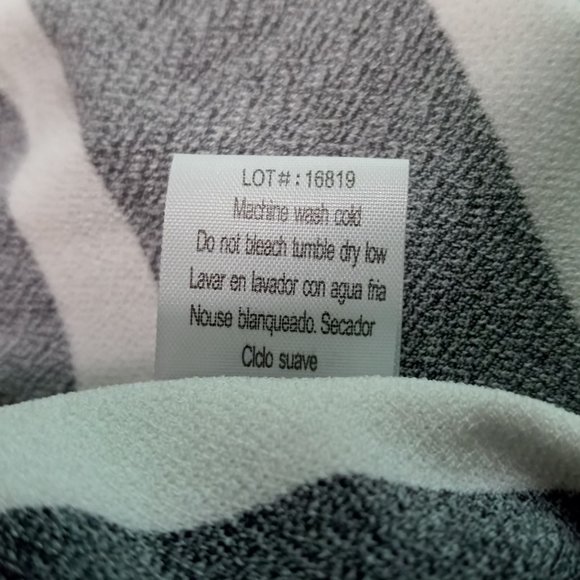 LOT#:16819
Machine wash cold
Do not bleach tumble dry low
Lavar en lavador con agua fria
Nouse blanqueado. Secador
Clclo suave